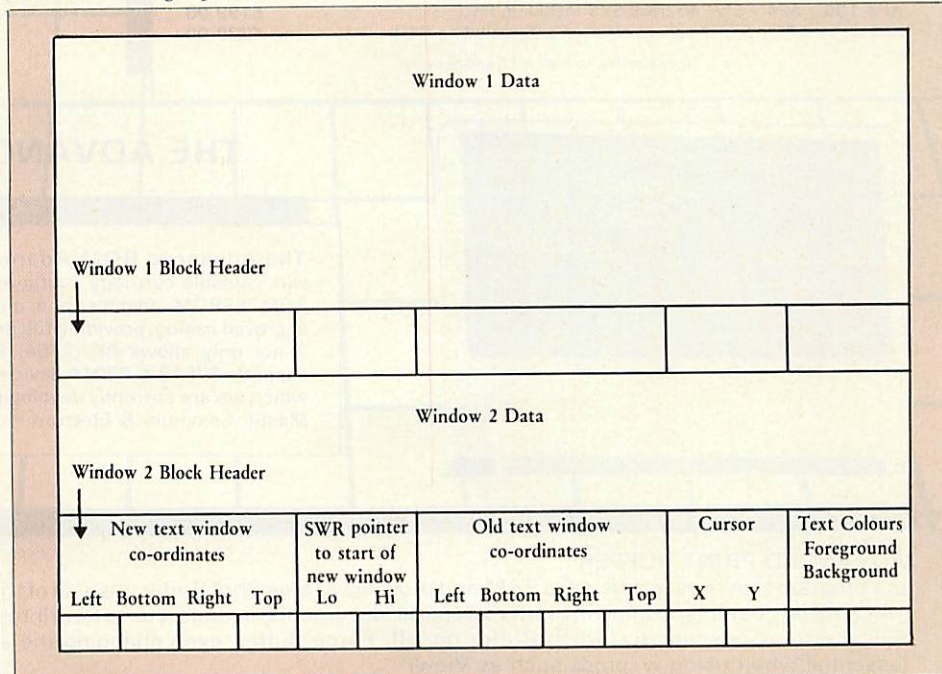 Window 1 Data
Window 1 Block Header
Window 2 Data
Window 2 Block Header
New text window
co-ordinates
Left Bottom Right Top
SWR pointer
to start of
new window
Lo Hi
Old text window
co-ordinates
Left Bottom Right Top
Cursor
X Y
Text Colours
Foreground
Background